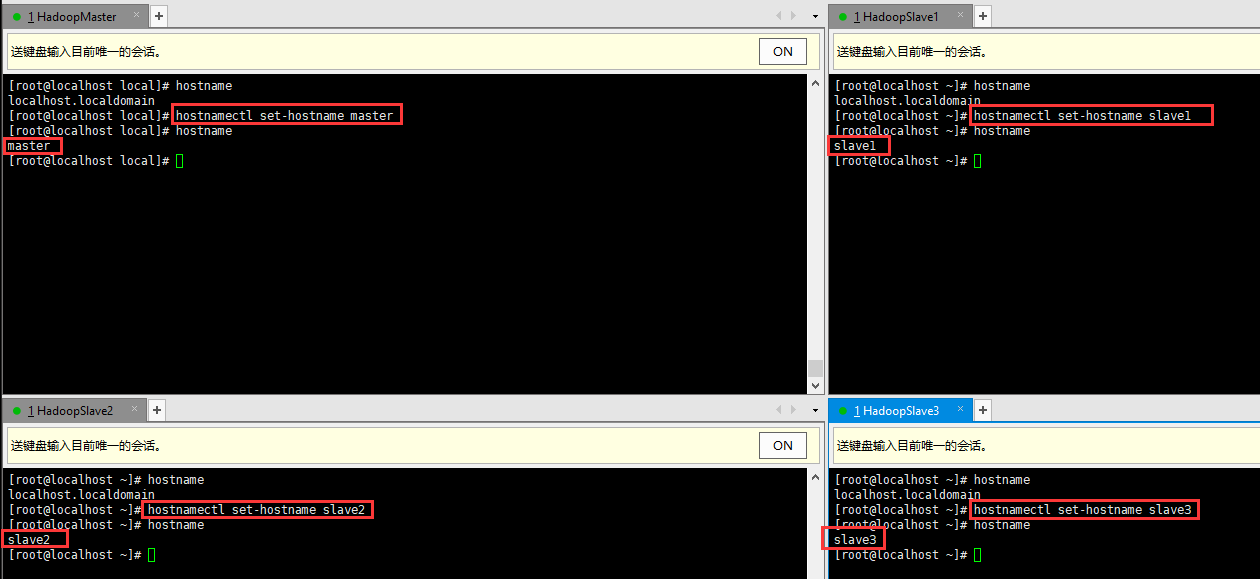 1 HadoopMaster
送键盘输入目前唯一的会话。
ON
[root@localhost local]# hostname
localhost.localdomain
[root@localhost local]# hostnamectl set-hostname master
[root@localhost local]# hostname
master
[root@localhost local]#
1 HadoopSlave1
送键盘输入目前唯一的会话。
[root@localhost ~]# hostname
localhost.localdomain
[root@localhost ~]# hostnamectl set-hostname slave1
[root@localhost ~]# hostname
slave1
[root@localhost ~]#
1 HadoopSlave2
送键盘输入目前唯一的会话。
ON
[root@localhost ~]# hostname
localhost.localdomain
[root@localhost ~]# hostnamectl set-hostname slave2
[root@localhost ~]# hostname
slave2
[root@localhost ~]#
1 HadoopSlave3
送键盘输入目前唯一的会话。
[root@localhost ~]# hostname
localhost.localdomain
[root@localhost ~]# hostnamectl set-hostname slave3
[root@localhost ~]# hostname
slave3
[root@localhost ~]#